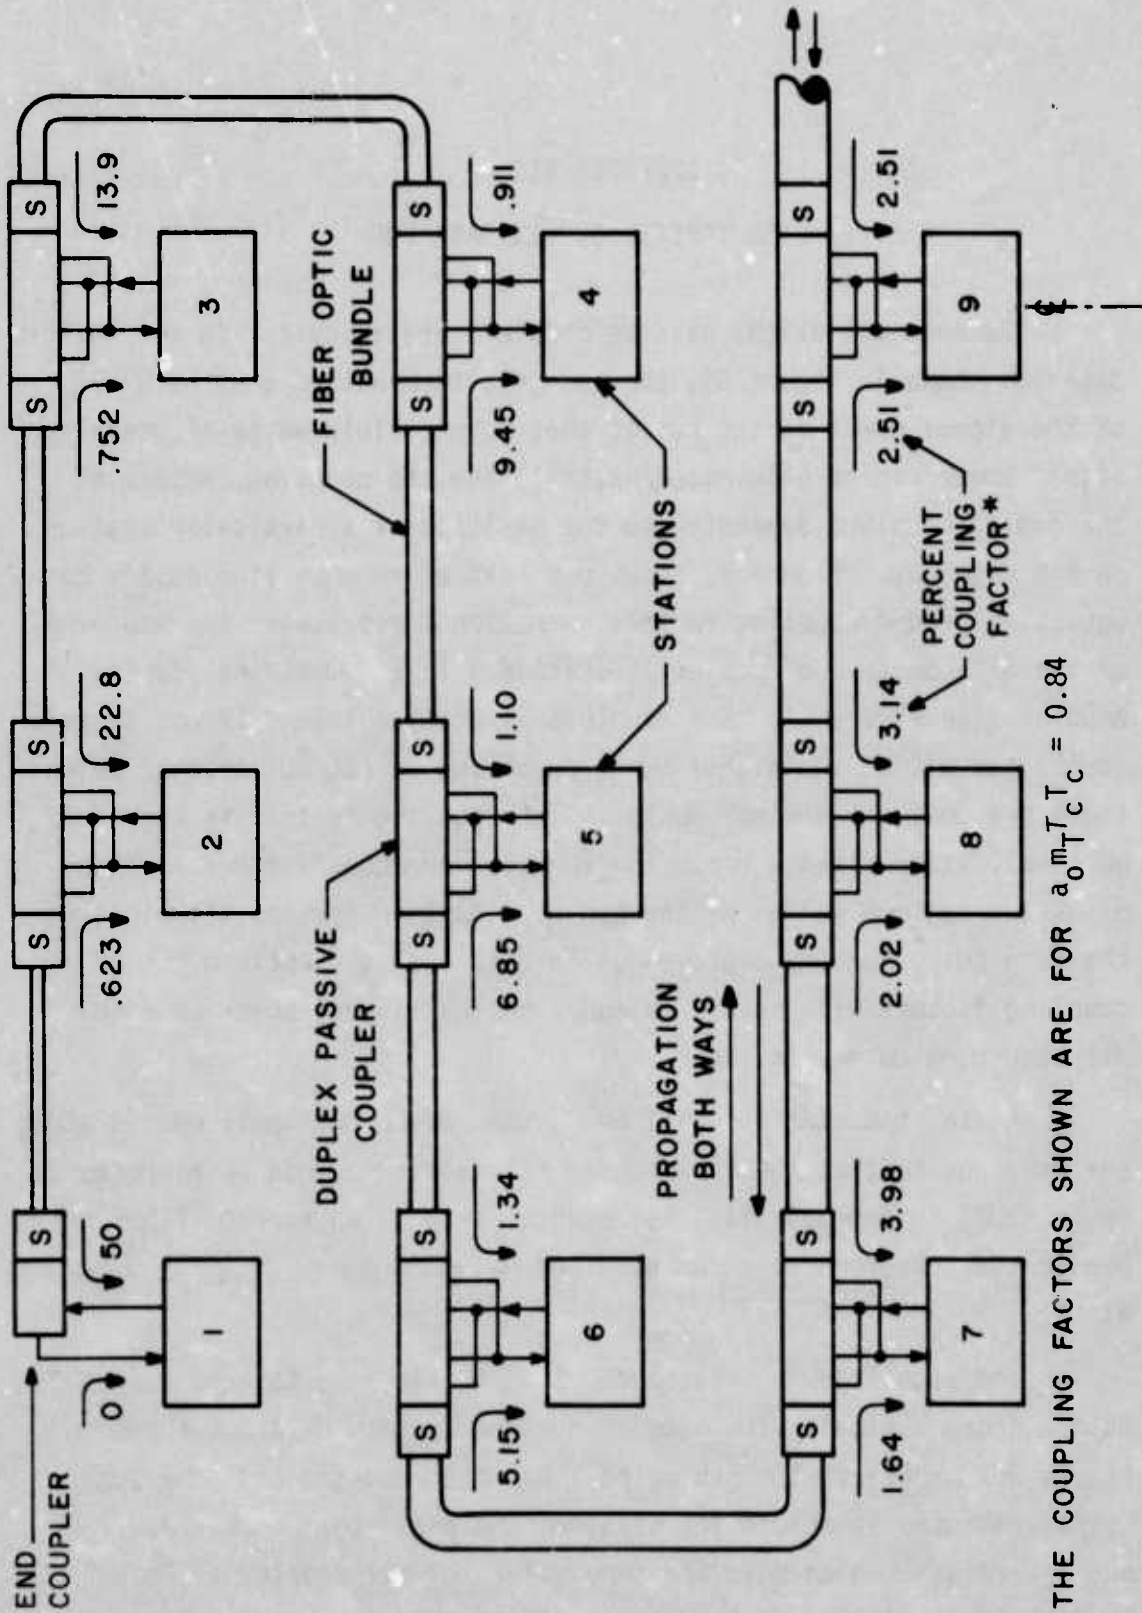 END
COUPLER
0
50
S
1
.623
22.8
S
S
2
.752
13.9
S
S
3
DUPLEX PASSIVE
COUPLER
FIBER OPTIC
BUNDLE
5.15
1.34
S
S
6
6.85
1.10
S
S
5
9.45
.911
S
S
4
STATIONS
PROPAGATION
BOTH WAYS
PERCENT
COUPLING
FACTOR*
1.64
3.98
S
S
7
2.02
3.14
S
S
8
2.51
2.51
S
S
9
℄
THE COUPLING FACTORS SHOWN ARE FOR a₀m_T T_c T_c = 0.84